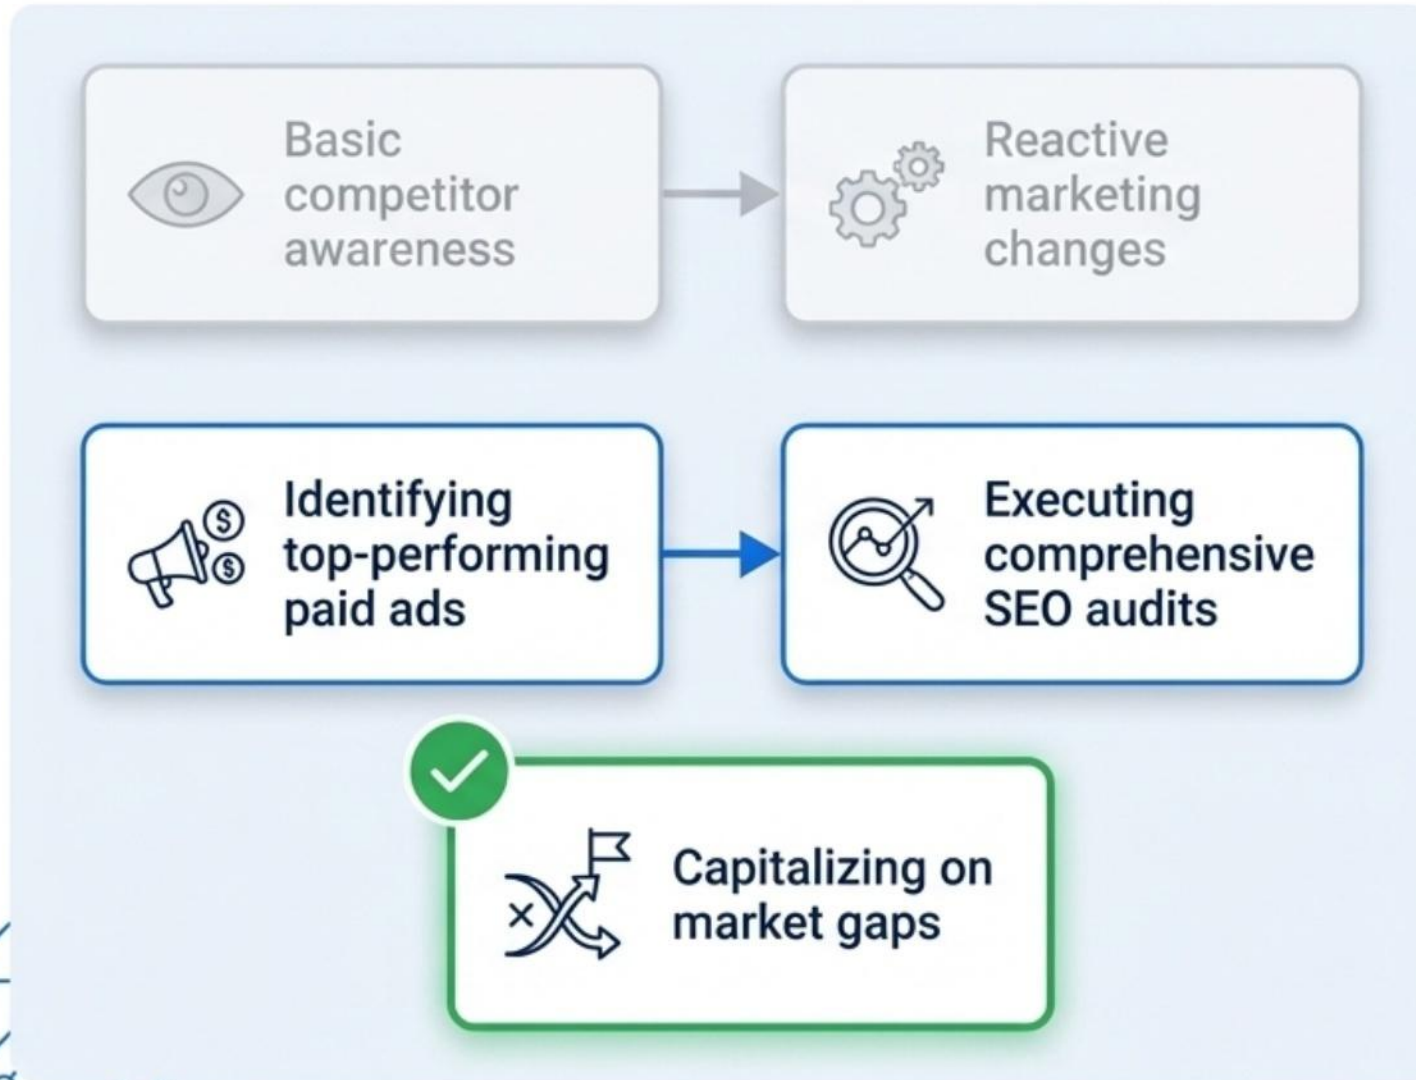 Basic
competitor
awareness
Reactive
marketing
changes
Identifying
top-performing
paid ads
$
$
Executing
comprehensive
SEO audits
Capitalizing on
market gaps